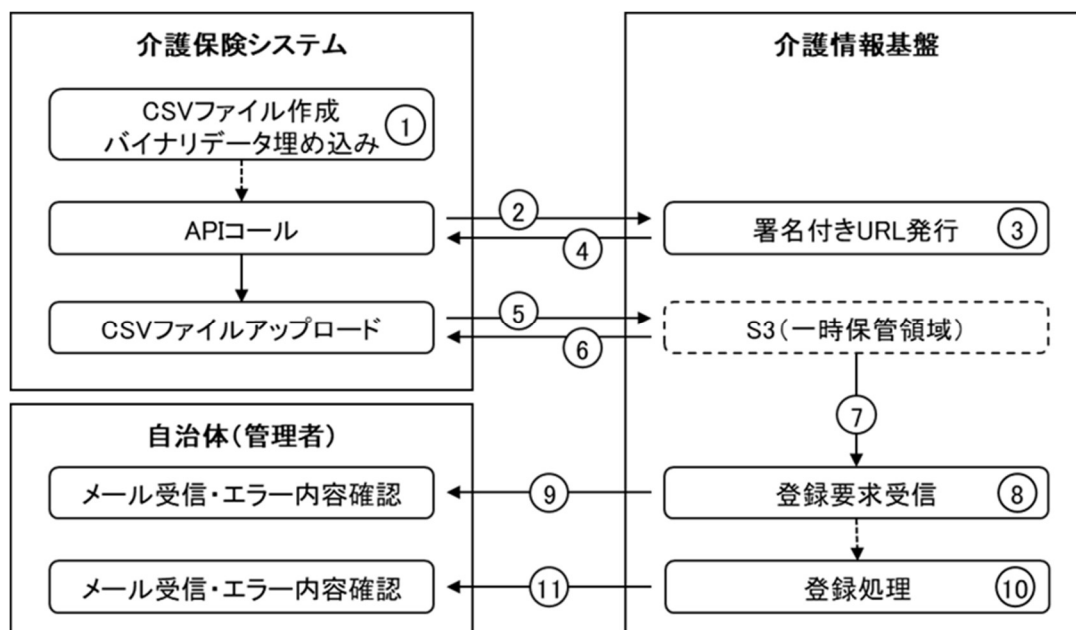 介護保険システム
CSVファイル作成
バイナリデータ埋め込み
①
APIコール
CSVファイルアップロード
②
④
⑤
⑥
介護情報基盤
署名付きURL発行
③
S3(一時保管領域)
⑦
登録要求受信
⑧
登録処理
⑩
自治体(管理者)
メール受信・エラー内容確認
⑨
メール受信・エラー内容確認
⑪